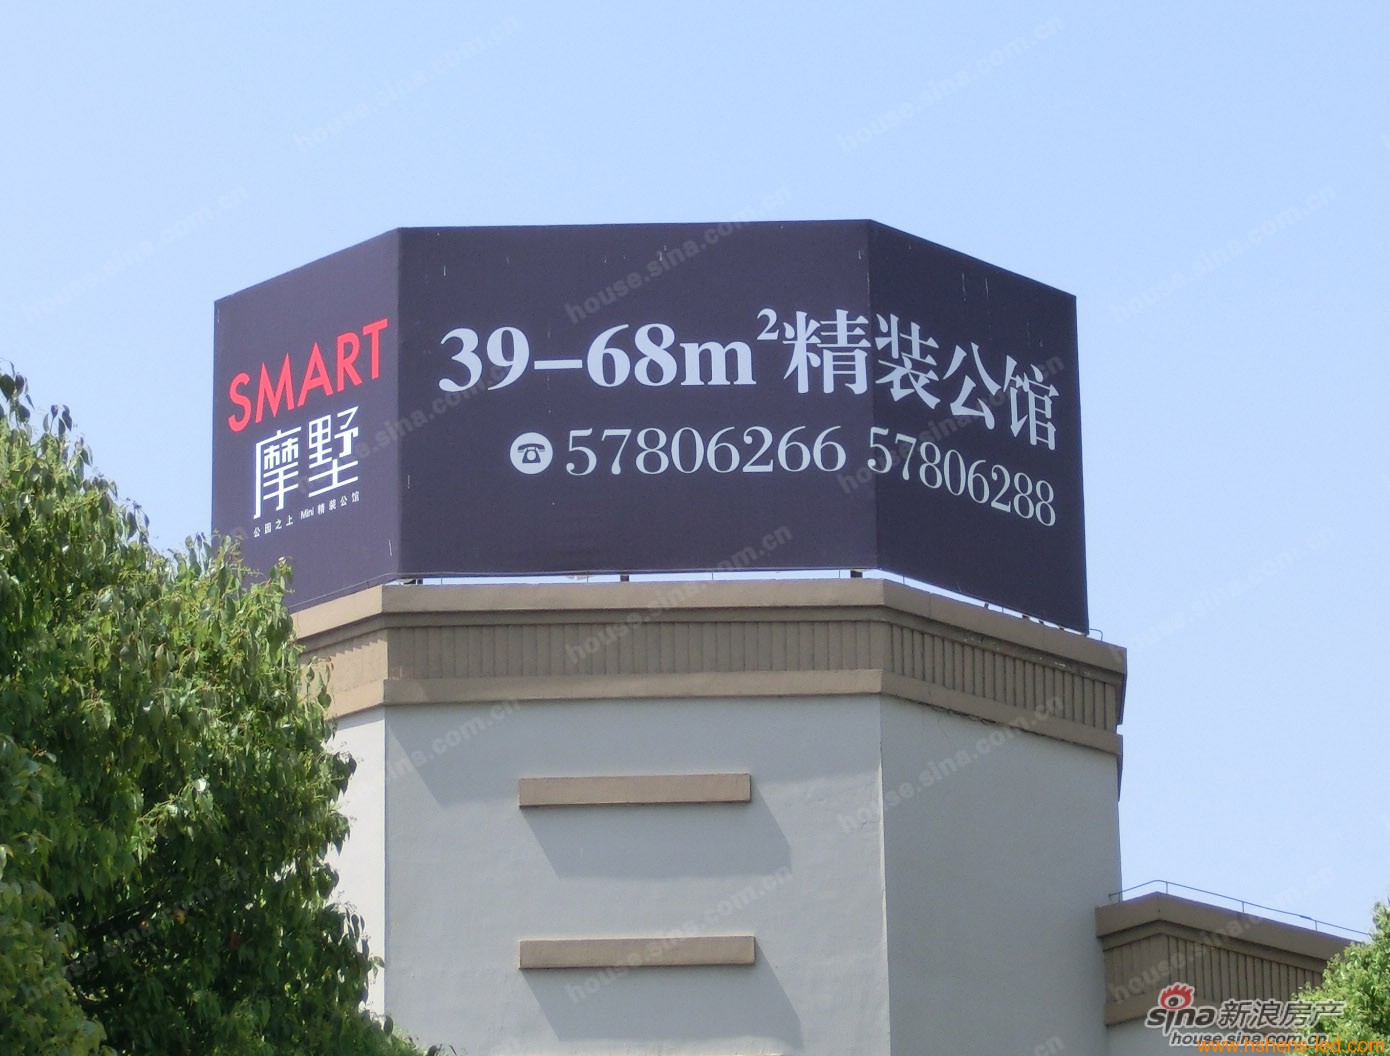 SMART
摩墅
公园之上 Mini精装公馆
39-68m²精装公馆
57806266 57806288
sina新浪房产
house.sina.com.cn